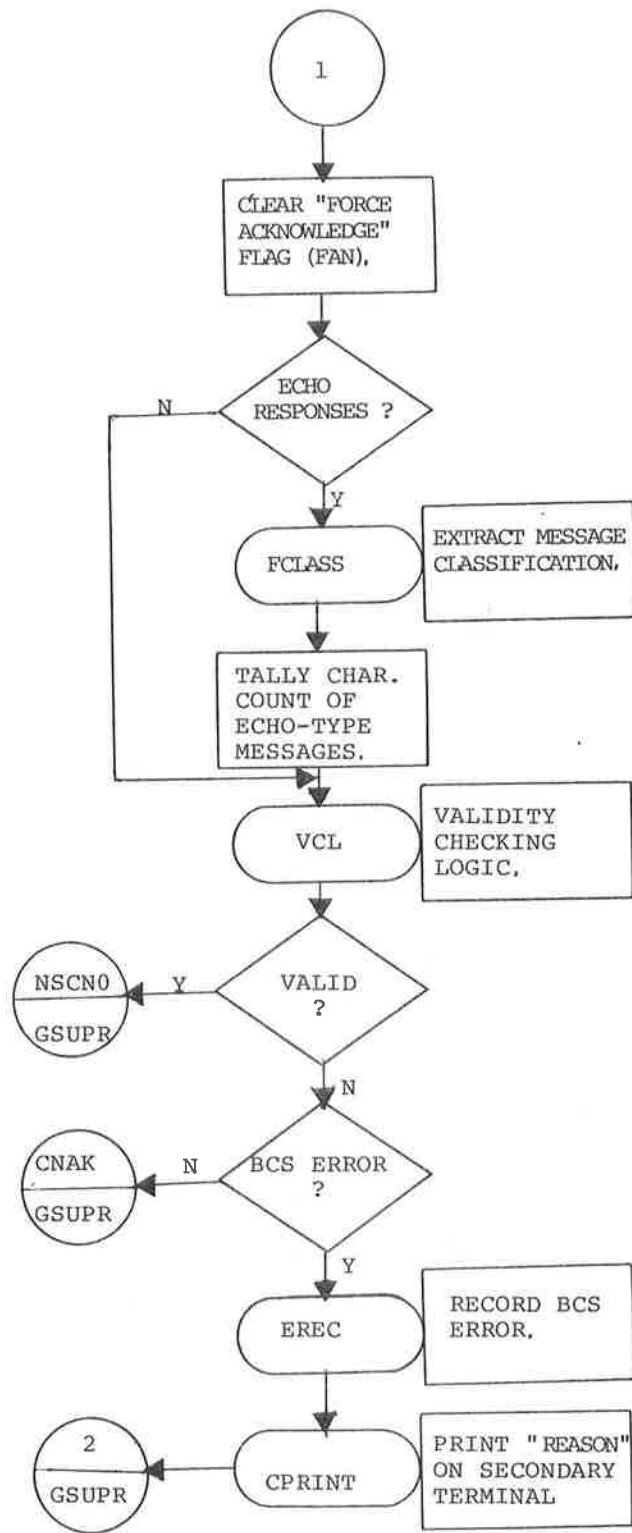 1
CLEAR "FORCE
ACKNOWLEDGE"
FLAG (FAN).
ECHO
RESPONSES ?
N
Y
FCLASS
EXTRACT MESSAGE
CLASSIFICATION.
TALLY CHAR.
COUNT OF
ECHO-TYPE
MESSAGES.
VCL
VALIDITY
CHECKING
LOGIC.
VALID
?
Y
NSCN0
GSUPR
N
BCS ERROR
?
N
CNAK
GSUPR
Y
EREC
RECORD BCS
ERROR.
CPRINT
PRINT "REASON"
ON SECONDARY
TERMINAL
2
GSUPR